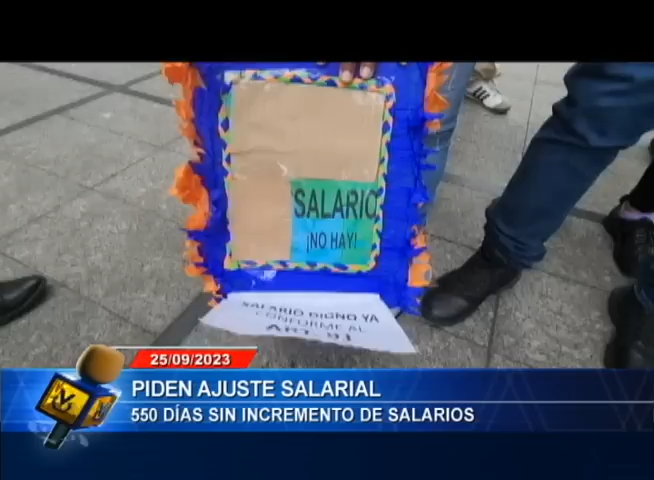 SALARIO
¡NO HAY!
SALARIO DIGNO YA
CONFORME AL
ART. 91
25/09/2023
PIDEN AJUSTE SALARIAL
550 DÍAS SIN INCREMENTO DE SALARIOS